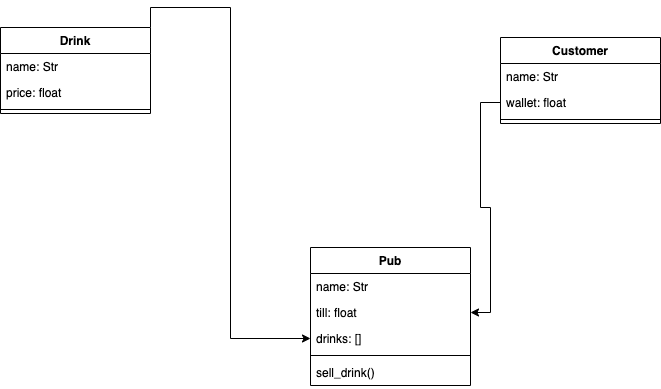 Drink
name: Str
price: float
Customer
name: Str
wallet: float
Pub
name: Str
till: float
drinks: []
sell_drink()